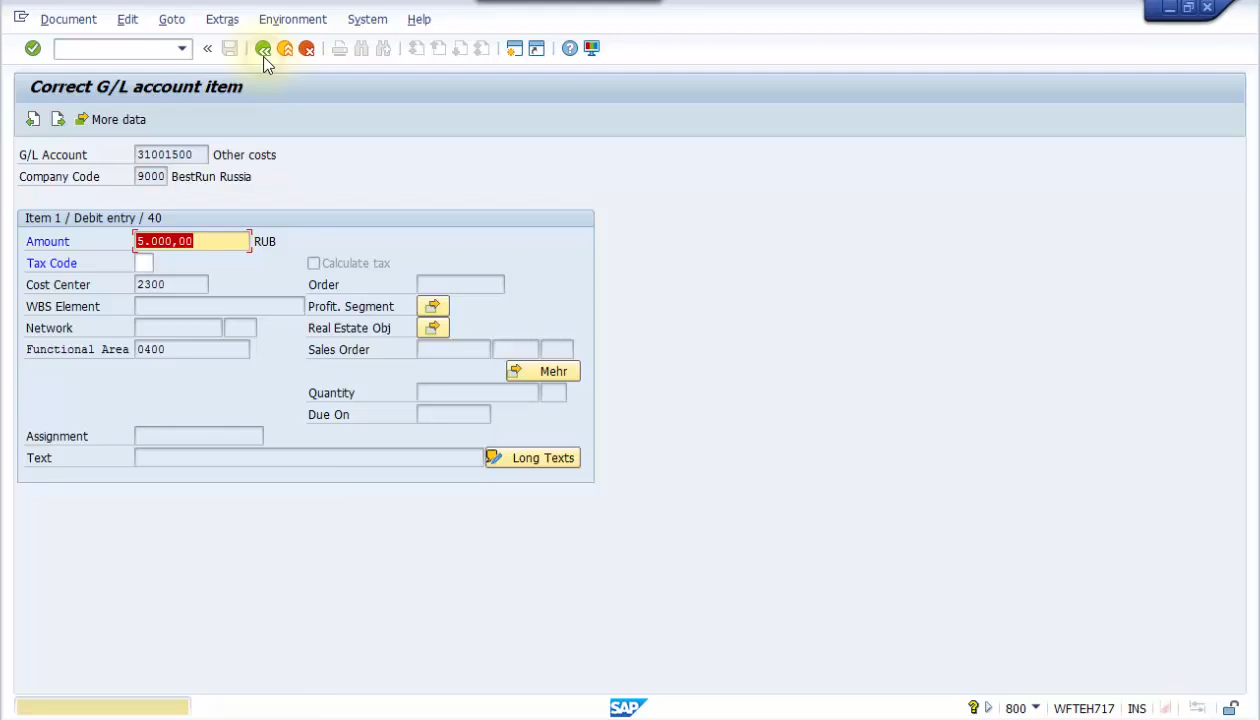 Document Edit Goto Extras Environment System Help
Correct G/L account item
More data
G/L Account 31001500 Other costs
Company Code 9000 BestRun Russia
Item 1 / Debit entry / 40
Amount 5.000,00 RUB
Tax Code Calculate tax
Cost Center 2300 Order
WBS Element Profit. Segment
Network Real Estate Obj
Functional Area 0400 Sales Order
Mehr
Quantity
Due On
Assignment
Text Long Texts
SAP 800 WFTEH717 INS